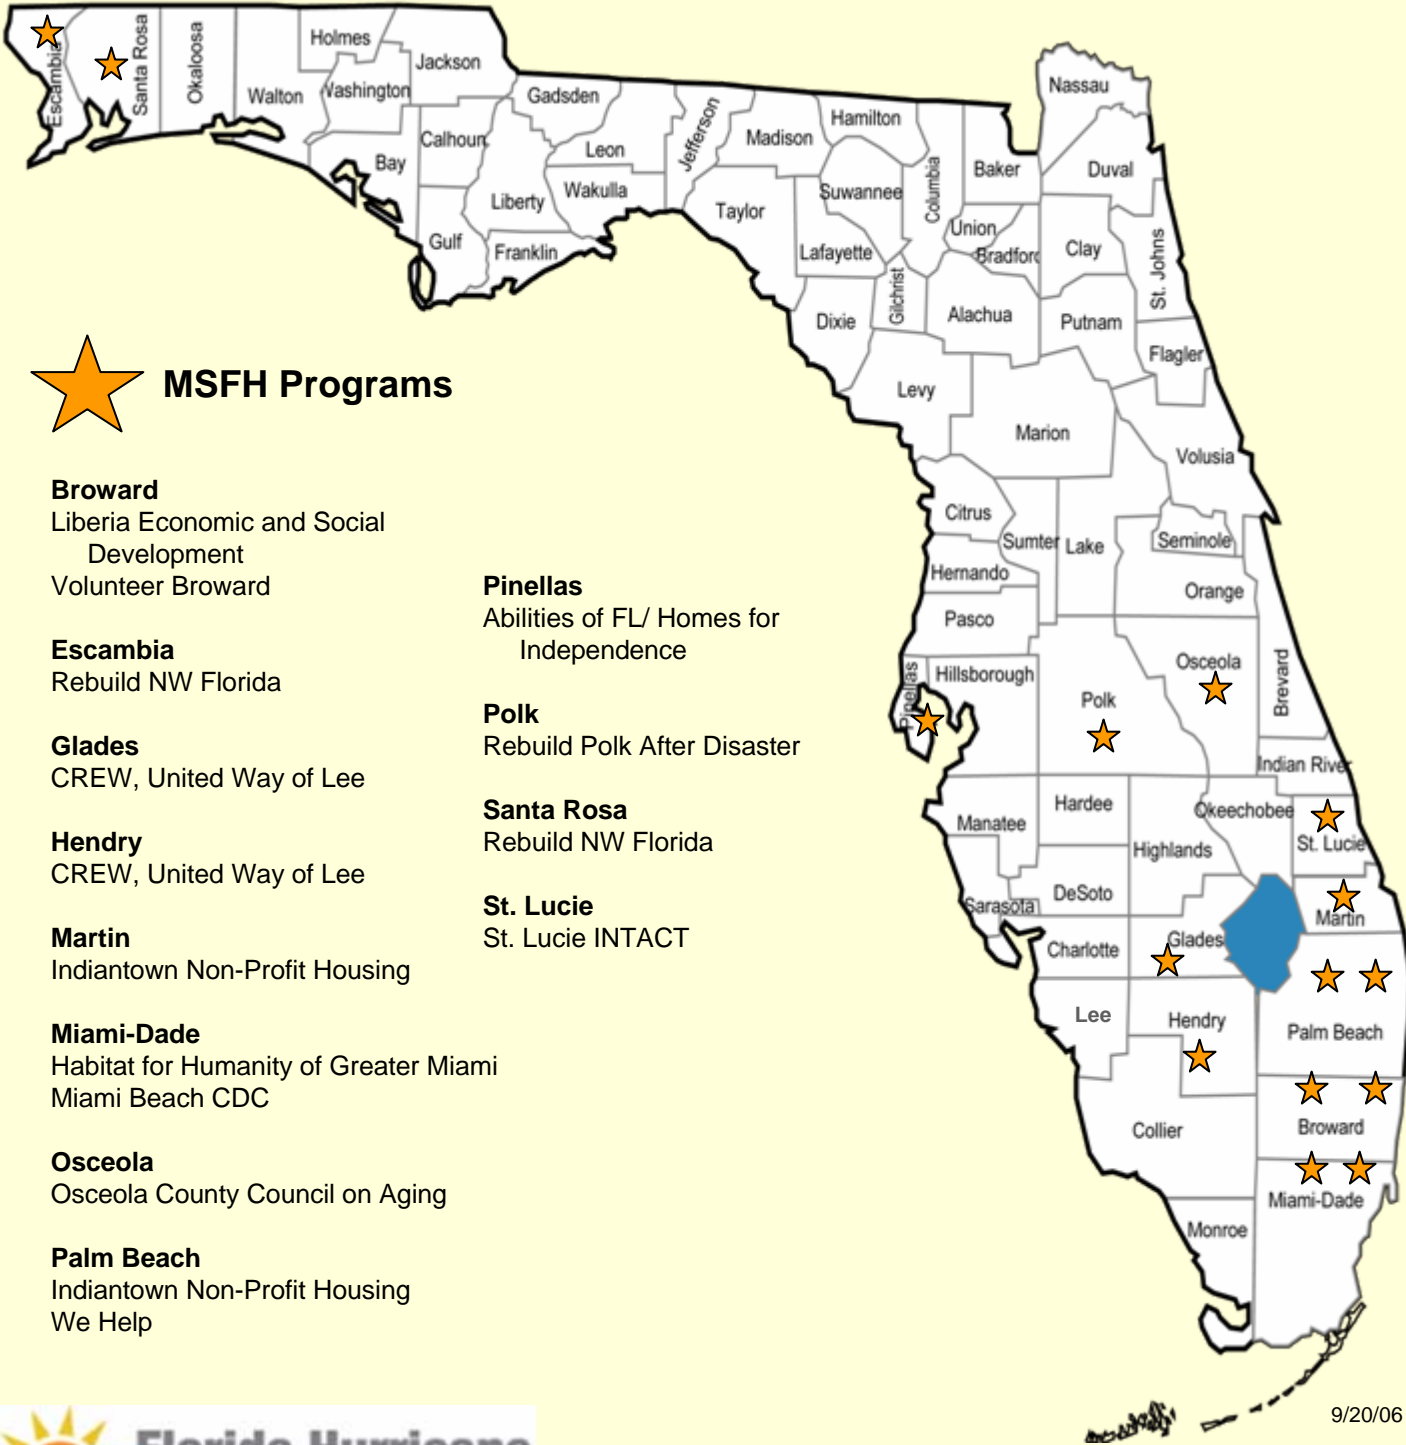 Escambia
Santa Rosa
Okaloosa
Walton
Holmes
Washington
Jackson
Bay
Calhoun
Gulf
Gadsden
Liberty
Franklin
Leon
Wakulla
Jefferson
Madison
Taylor
Hamilton
Suwannee
Lafayette
Dixie
Gilchrist
Columbia
Baker
Union
Bradford
Alachua
Nassau
Duval
Clay
St. Johns
Putnam
Flagler
Levy
Marion
Volusia
Citrus
Sumter
Lake
Seminole
Hernando
Orange
Pasco
Pinellas
Hillsborough
Polk
Osceola
Brevard
Indian River
Manatee
Hardee
Highlands
Okeechobee
St. Lucie
Sarasota
DeSoto
Martin
Charlotte
Glades
Lee
Hendry
Palm Beach
Collier
Broward
Monroe
Miami-Dade
MSFH Programs
Broward
Liberia Economic and Social
Development
Volunteer Broward
Escambia
Rebuild NW Florida
Glades
CREW, United Way of Lee
Hendry
CREW, United Way of Lee
Martin
Indiantown Non-Profit Housing
Miami-Dade
Habitat for Humanity of Greater Miami
Miami Beach CDC
Osceola
Osceola County Council on Aging
Palm Beach
Indiantown Non-Profit Housing
We Help
Pinellas
Abilities of FL/ Homes for
Independence
Polk
Rebuild Polk After Disaster
Santa Rosa
Rebuild NW Florida
St. Lucie
St. Lucie INTACT
9/20/06
Florida Hurricane